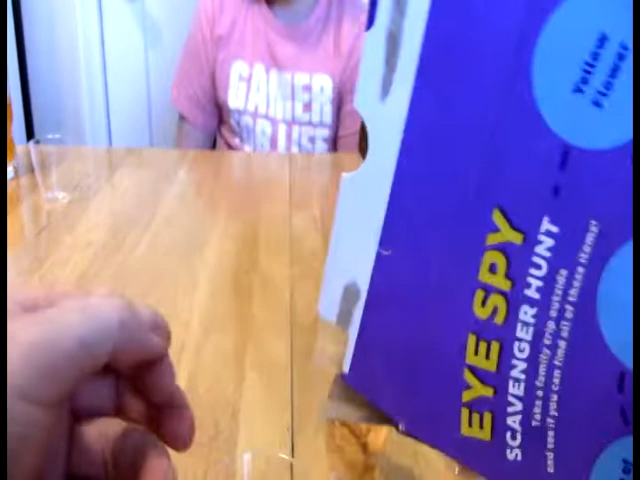 GAMER
FOR LIFE
Yellow
Flower
EYE SPY
SCAVENGER HUNT
Take a family trip outside
and see if you can find all of these items!
of